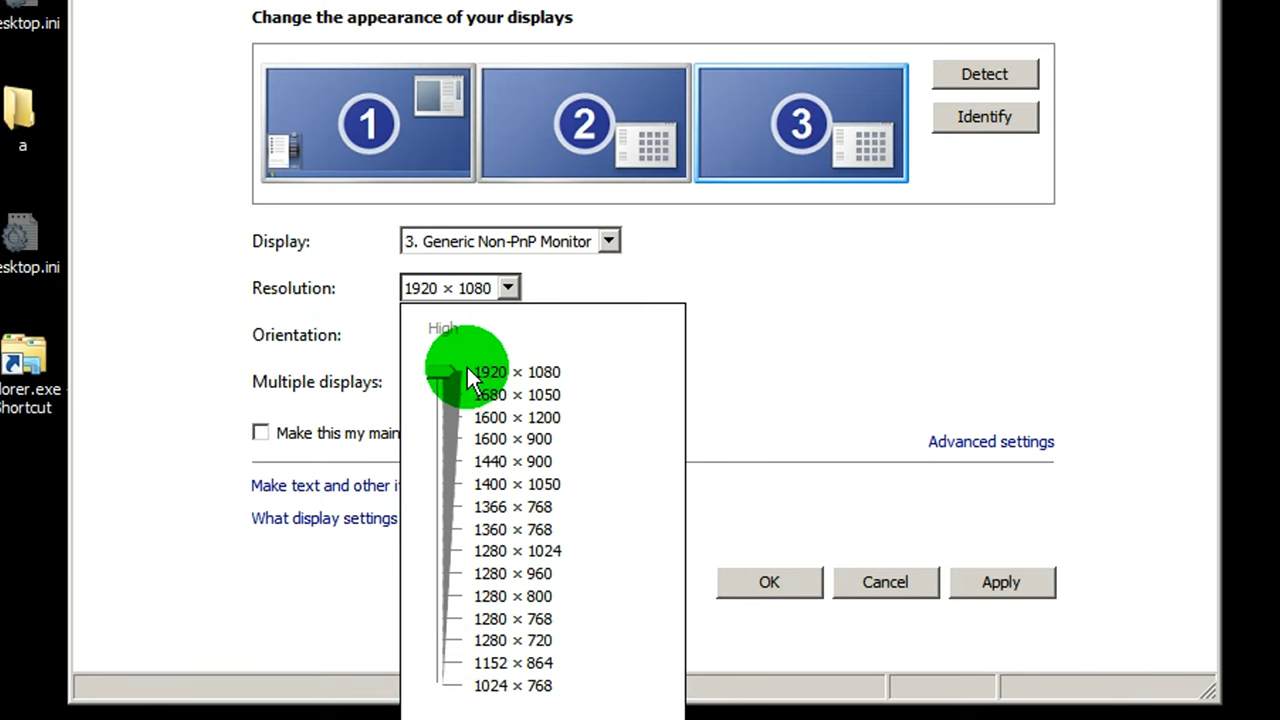 esktop.ini
Change the appearance of your displays
1
2
3
Detect
Identify
a
Display:
3. Generic Non-PnP Monitor
esktop.ini
Resolution:
1920 × 1080
High
Orientation:
1920 × 1080
1680 × 1050
Multiple displays:
1600 × 1200
1600 × 900
Make this my main
Advanced settings
1440 × 900
1400 × 1050
Make text and other i
1366 × 768
What display settings
1360 × 768
1280 × 1024
1280 × 960
1280 × 800
1280 × 768
1280 × 720
1152 × 864
1024 × 768
OK
Cancel
Apply
lorer.exe -
Shortcut